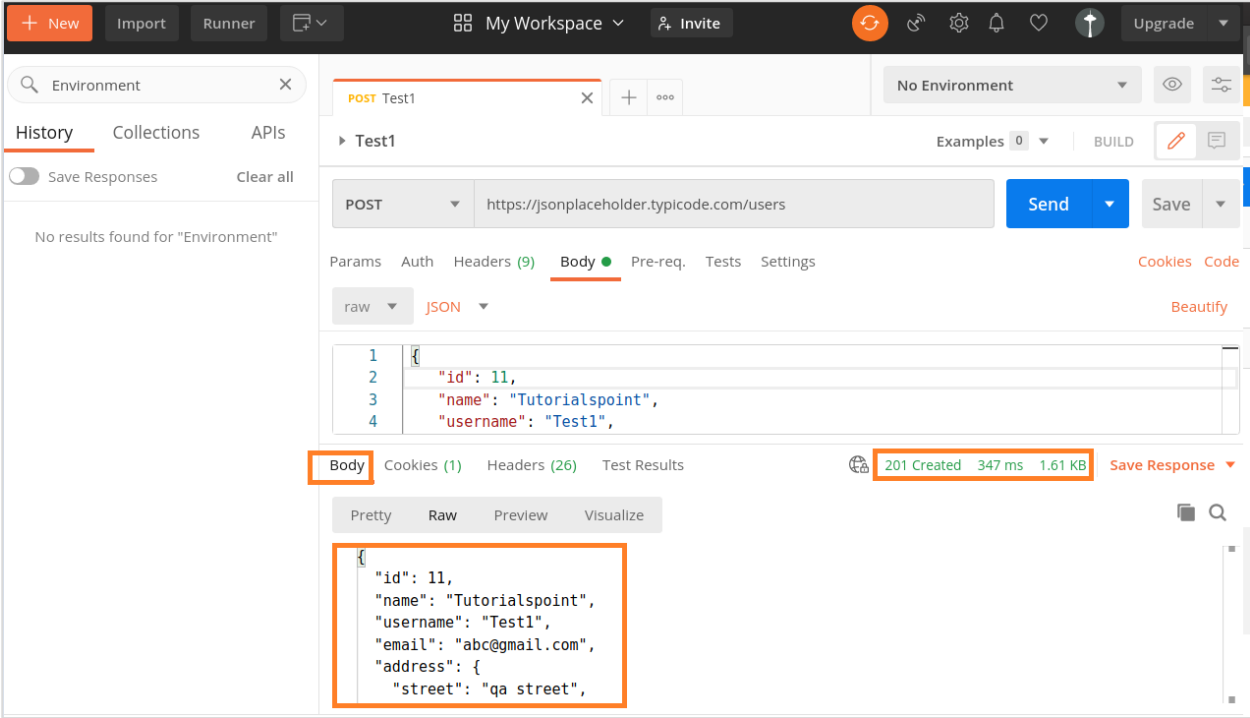 + New Import Runner My Workspace Invite Upgrade
Environment
History Collections APIs
Save Responses Clear all
No results found for "Environment"
POST Test1
No Environment
Test1 Examples 0 BUILD
POST https://jsonplaceholder.typicode.com/users Send Save
Params Auth Headers (9) Body Pre-req. Tests Settings Cookies Code
raw JSON Beautify
1 {
2 "id": 11,
3 "name": "Tutorialspoint",
4 "username": "Test1",
Body Cookies (1) Headers (26) Test Results 201 Created 347 ms 1.61 KB Save Response
Pretty Raw Preview Visualize
{
"id": 11,
"name": "Tutorialspoint",
"username": "Test1",
"email": "abc@gmail.com",
"address": {
"street": "qa street",